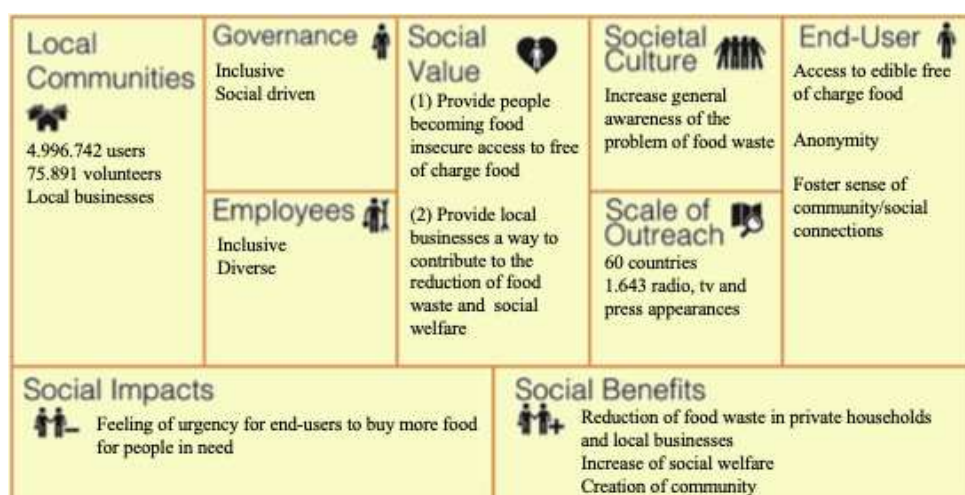 Local
Communities
4.996.742 users
75.891 volunteers
Local businesses
Governance
Inclusive
Social driven
Employees
Inclusive
Diverse
Social
Value
(1) Provide people
becoming food
insecure access to free
of charge food
(2) Provide local
businesses a way to
contribute to the
reduction of food
waste and social
welfare
Societal
Culture
Increase general
awareness of the
problem of food waste
Scale of
Outreach
60 countries
1.643 radio, tv and
press appearances
End-User
Access to edible free
of charge food
Anonymity
Foster sense of
community/social
connections
Social Impacts
Feeling of urgency for end-users to buy more food
for people in need
Social Benefits
Reduction of food waste in private households
and local businesses
Increase of social welfare
Creation of community